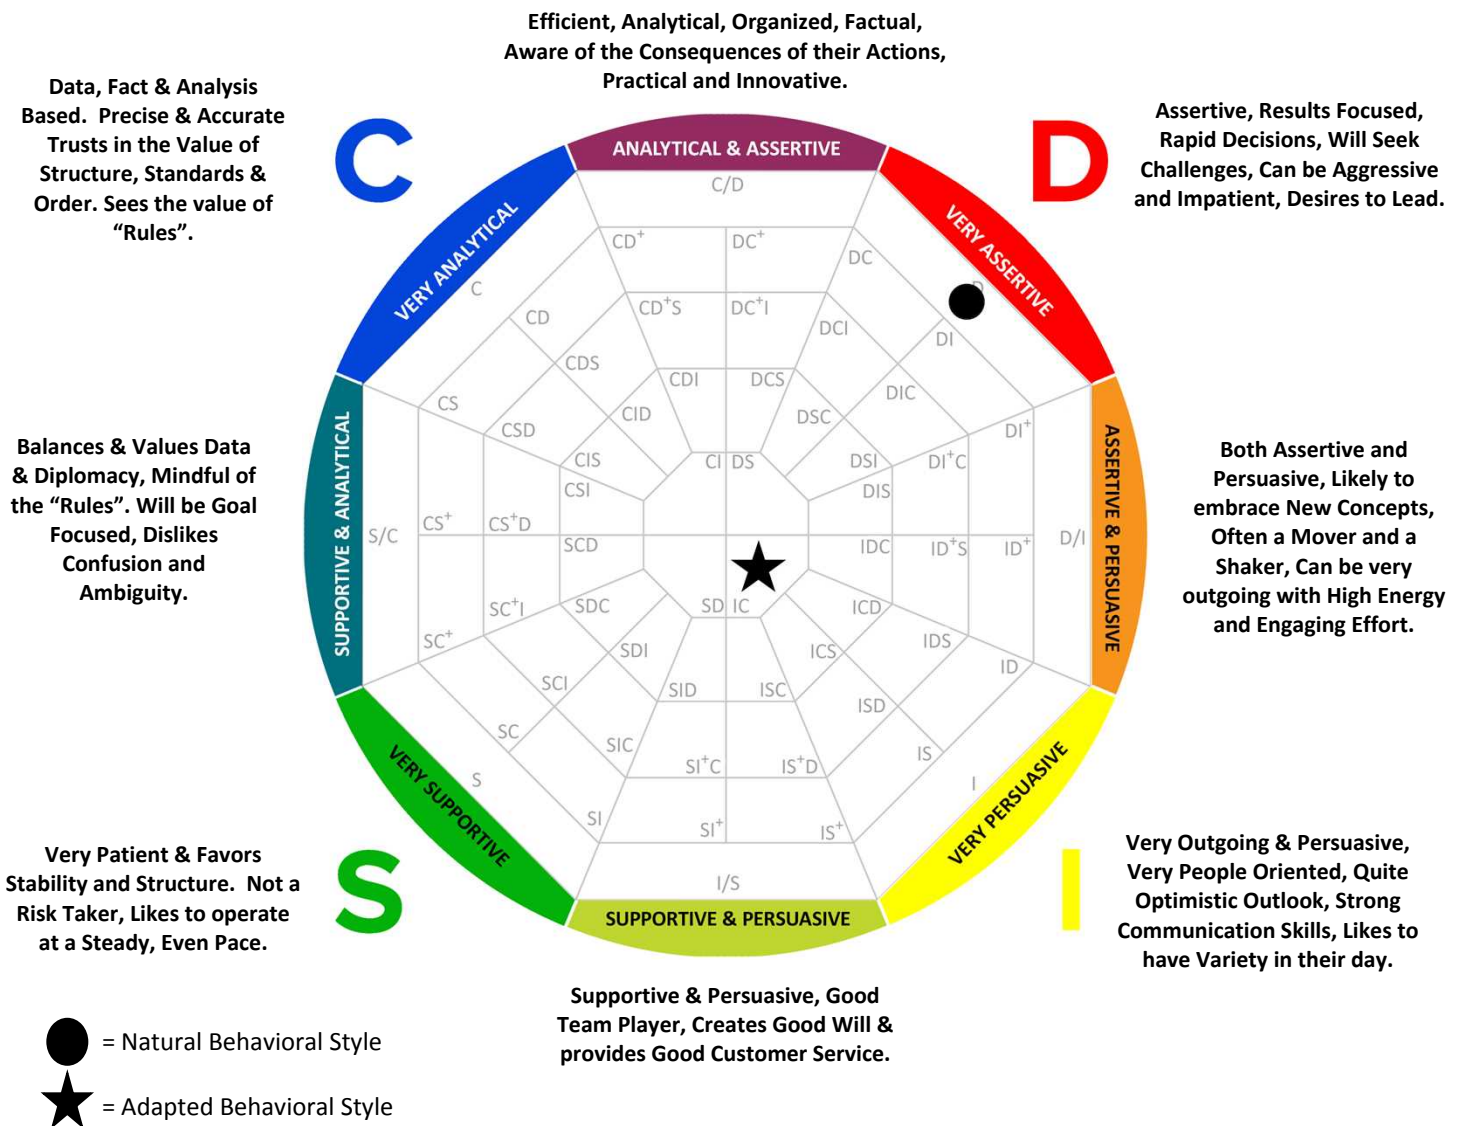 Efficient, Analytical, Organized, Factual,
Aware of the Consequences of their Actions,
Practical and Innovative.
Data, Fact & Analysis
Based.  Precise & Accurate
Trusts in the Value of
Structure, Standards &
Order. Sees the value of
“Rules”.
C
D
Assertive, Results Focused,
Rapid Decisions, Will Seek
Challenges, Can be Aggressive
and Impatient, Desires to Lead.
ANALYTICAL & ASSERTIVE
VERY ANALYTICAL
VERY ASSERTIVE
C/D
CD+
DC+
DC
C
D
CD
CD+S
DC+I
DCI
DI
CDS
CDI
DCS
DIC
CS
CID
DSC
CSD
DI+
CIS
CI
DS
DSI
DI+C
CSI
DIS
SUPPORTIVE & ANALYTICAL
ASSERTIVE & PERSUASIVE
Balances & Values Data
& Diplomacy, Mindful of
the “Rules”. Will be Goal
Focused, Dislikes
Confusion and
Ambiguity.
Both Assertive and
Persuasive, Likely to
embrace New Concepts,
Often a Mover and a
Shaker, Can be very
outgoing with High Energy
and Engaging Effort.
S/C
CS+
CS+D
SCD
IDC
ID+S
ID+
D/I
SC+I
SDC
SD
IC
ICD
SC+
SDI
ICS
IDS
ID
SCI
SID
ISC
ISD
SC
SIC
SI+C
IS+D
IS
S
I
SI
SI+
IS+
I/S
VERY SUPPORTIVE
VERY PERSUASIVE
SUPPORTIVE & PERSUASIVE
Very Patient & Favors
Stability and Structure.  Not a
Risk Taker, Likes to operate
at a Steady, Even Pace.
S
I
Very Outgoing & Persuasive,
Very People Oriented, Quite
Optimistic Outlook, Strong
Communication Skills, Likes to
have Variety in their day.
Supportive & Persuasive, Good
Team Player, Creates Good Will &
provides Good Customer Service.
= Natural Behavioral Style
= Adapted Behavioral Style